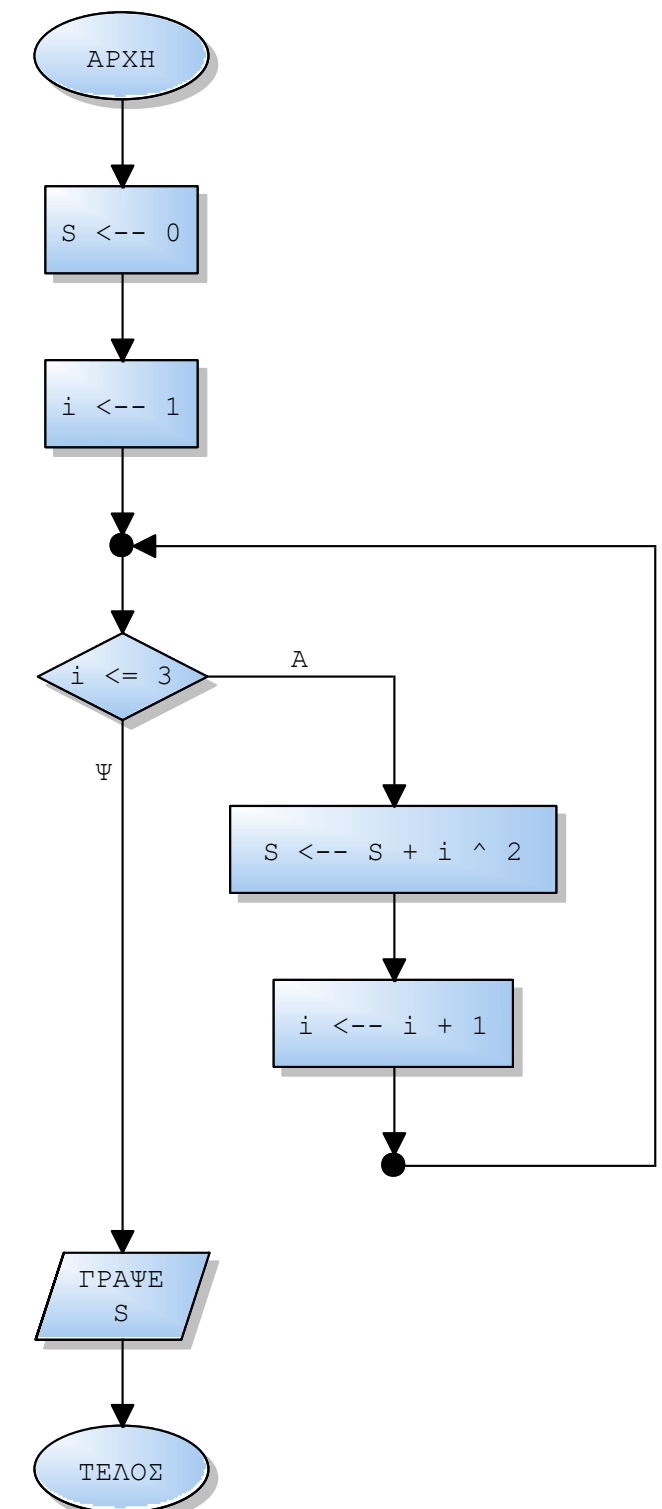 ΑΡΧΗ
S <-- 0
i <-- 1
i <= 3
Α
Ψ
S <-- S + i ^ 2
i <-- i + 1
ΓΡΑΨΕ
S
ΤΕΛΟΣ